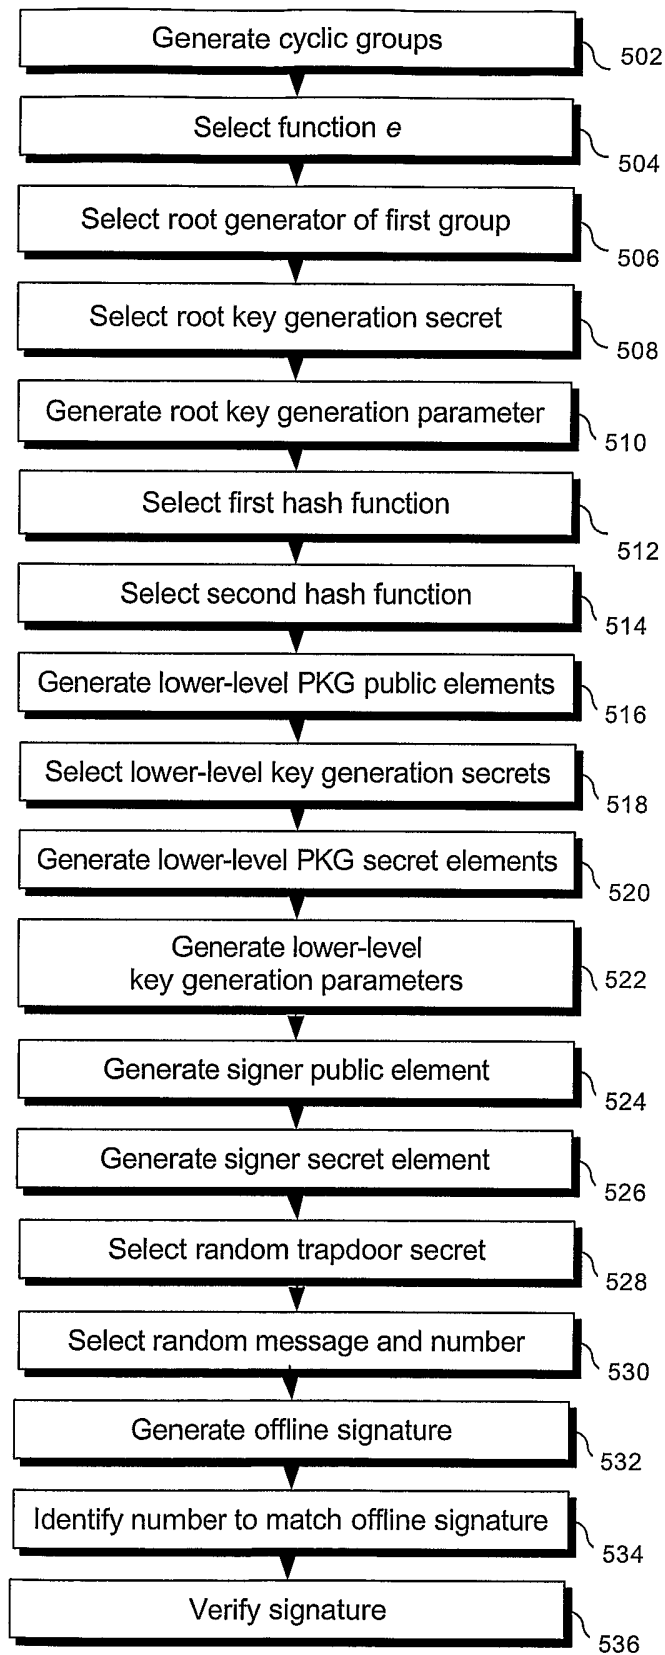 Generate cyclic groups
502
Select function e
504
Select root generator of first group
506
Select root key generation secret
508
Generate root key generation parameter
510
Select first hash function
512
Select second hash function
514
Generate lower-level PKG public elements
516
Select lower-level key generation secrets
518
Generate lower-level PKG secret elements
520
Generate lower-level
key generation parameters
522
Generate signer public element
524
Generate signer secret element
526
Select random trapdoor secret
528
Select random message and number
530
Generate offline signature
532
Identify number to match offline signature
534
Verify signature
536